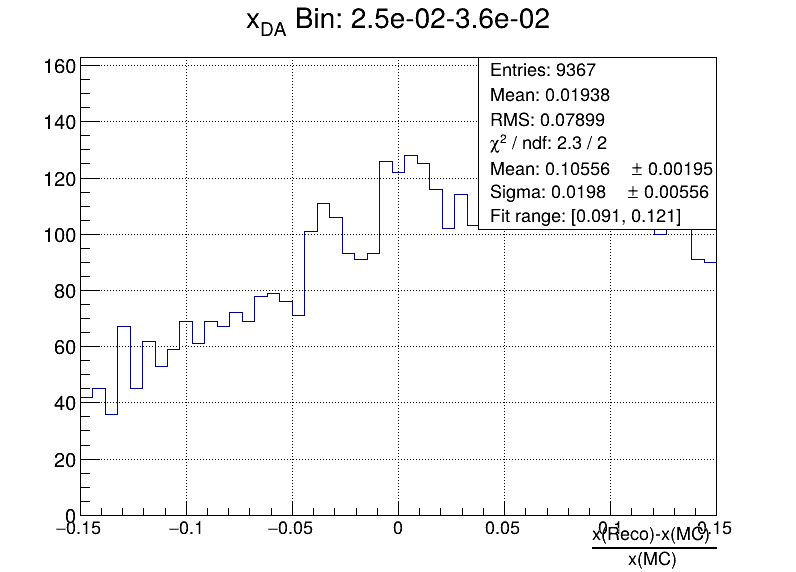 x_DA Bin: 2.5e-02-3.6e-02
160
140
120
100
80
60
40
20
0
Entries: 9367
Mean: 0.01938
RMS: 0.07899
χ² / ndf: 2.3 / 2
Mean: 0.10556 ± 0.00195
Sigma: 0.0198 ± 0.00556
Fit range: [0.091, 0.121]
−0.15 −0.1 −0.05 0 0.05 0.1 0.15
x(Reco)-x(MC)
x(MC)